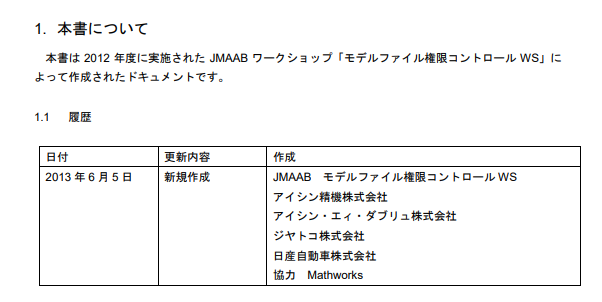 1. 本書について
本書は 2012 年度に実施された JMAAB ワークショップ「モデルファイル権限コントロール WS」に
よって作成されたドキュメントです。
1.1 履歴
日付 更新内容 作成
2013 年 6 月 5 日 新規作成 JMAAB モデルファイル権限コントロール WS
アイシン精機株式会社
アイシン・エィ・ダブリュ株式会社
ジヤトコ株式会社
日産自動車株式会社
協力 Mathworks